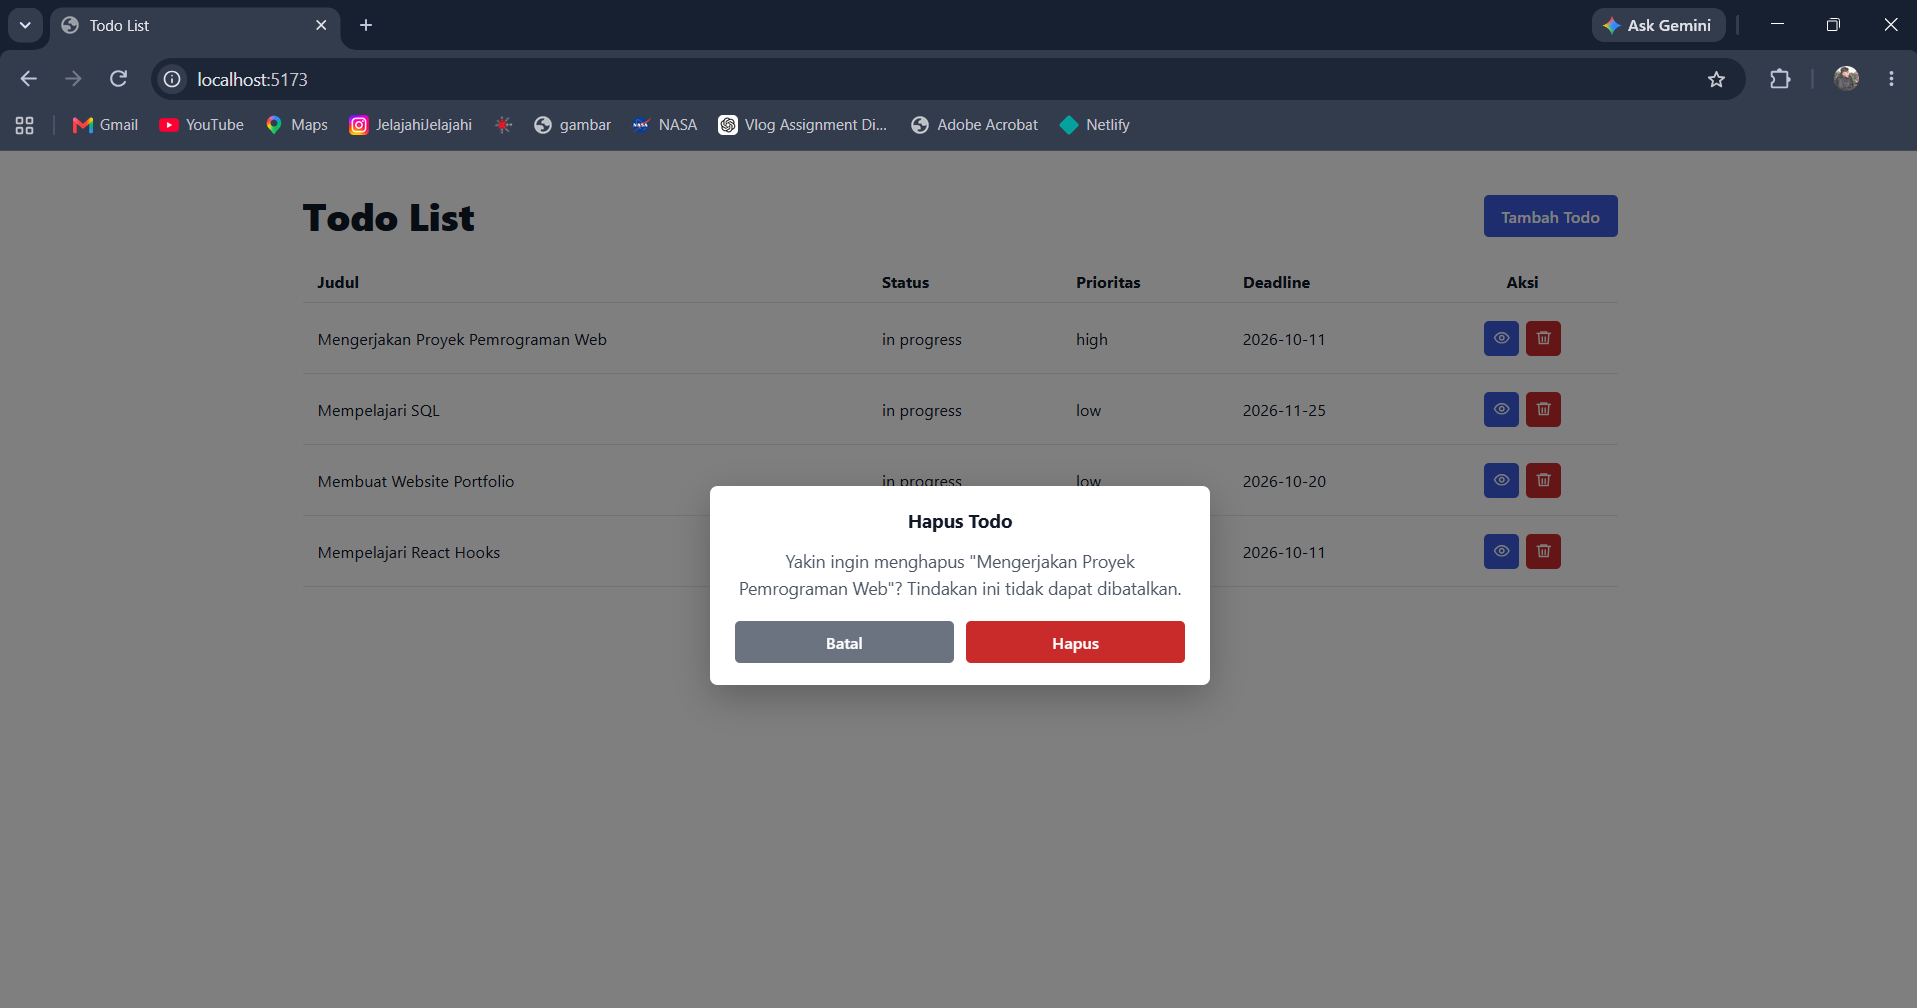 Todo List
Ask Gemini
localhost:5173
Gmail YouTube Maps JelajahiJelajahi gambar NASA Vlog Assignment Di... Adobe Acrobat Netlify
Todo List
Tambah Todo
Judul Status Prioritas Deadline Aksi
Mengerjakan Proyek Pemrograman Web in progress high 2026-10-11
Mempelajari SQL in progress low 2026-11-25
Membuat Website Portfolio in progress low 2026-10-20
Mempelajari React Hooks 2026-10-11
Hapus Todo
Yakin ingin menghapus "Mengerjakan Proyek
Pemrograman Web"? Tindakan ini tidak dapat dibatalkan.
Batal Hapus